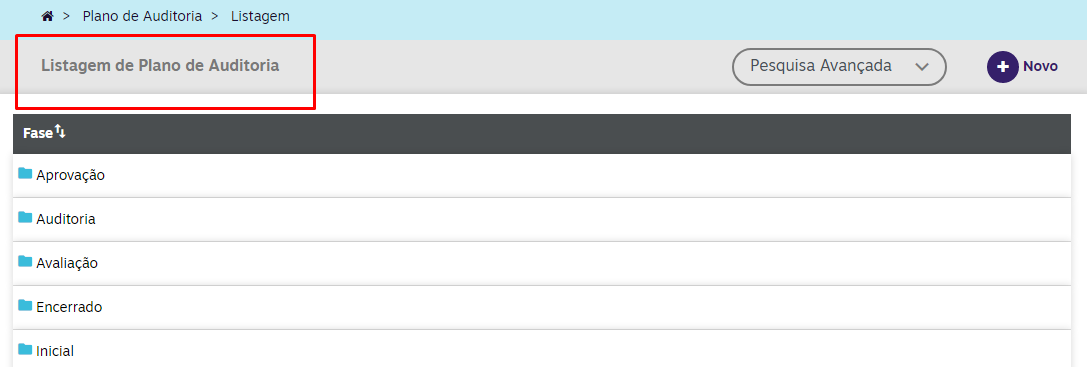 > Plano de Auditoria > Listagem
Listagem de Plano de Auditoria
Pesquisa Avançada
Novo
Fase
Aprovação
Auditoria
Avaliação
Encerrado
Inicial